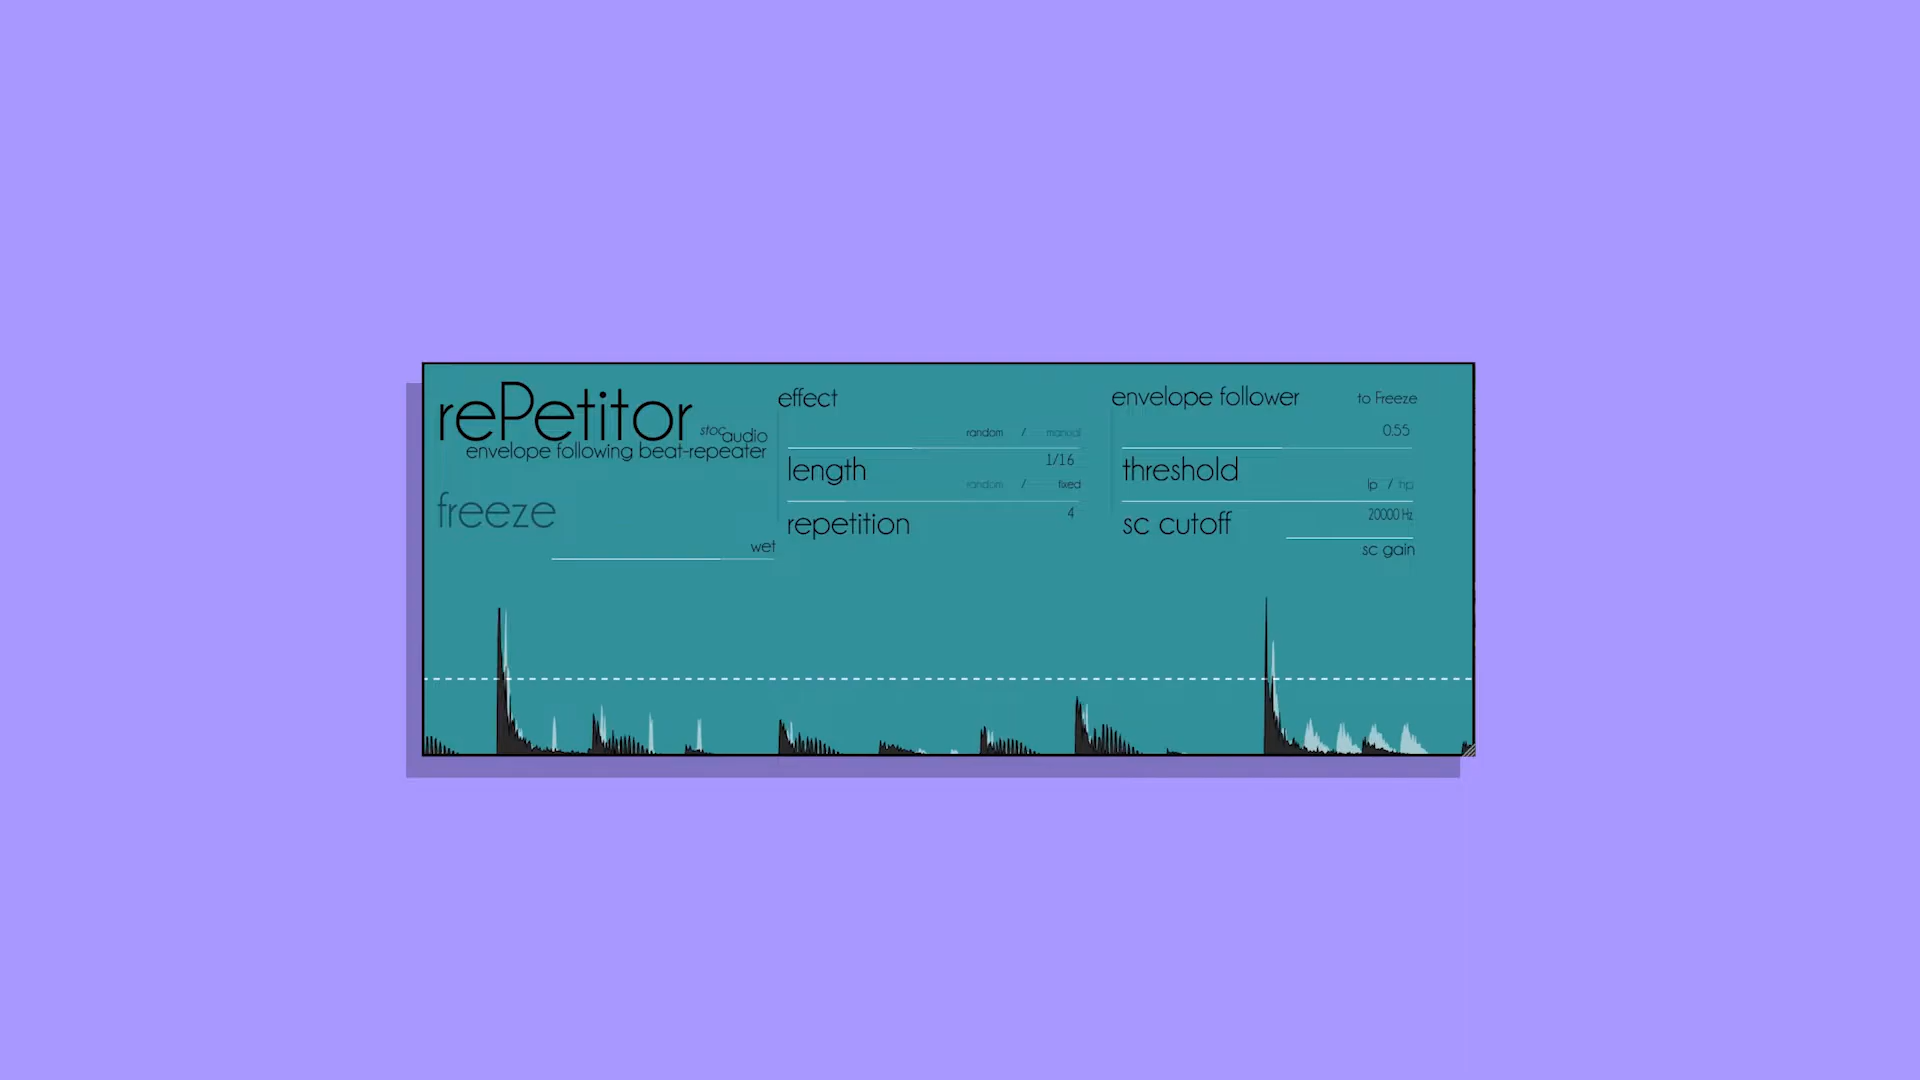 rePetitor
stocaudio
envelope following beat-repeater
freeze
wet
effect
random / manual
1/16
length
random / fixed
4
repetition
envelope follower
to Freeze
0.55
threshold
lp / hp
20000 Hz
sc cutoff
sc gain